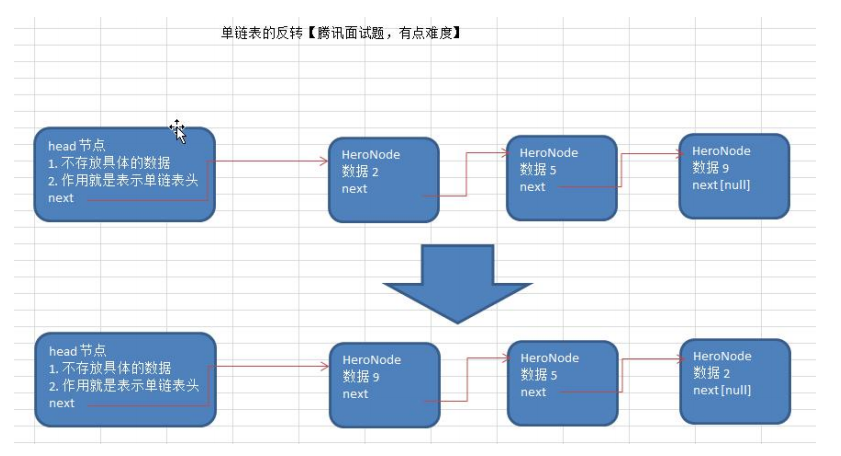 单链表的反转【腾讯面试题，有点难度】
head 节点
1. 不存放具体的数据
2. 作用就是表示单链表头
next
HeroNode
数据 2
next
HeroNode
数据 5
next
HeroNode
数据 9
next[null]
head 节点
1. 不存放具体的数据
2. 作用就是表示单链表头
next
HeroNode
数据 9
next
HeroNode
数据 5
next
HeroNode
数据 2
next[null]